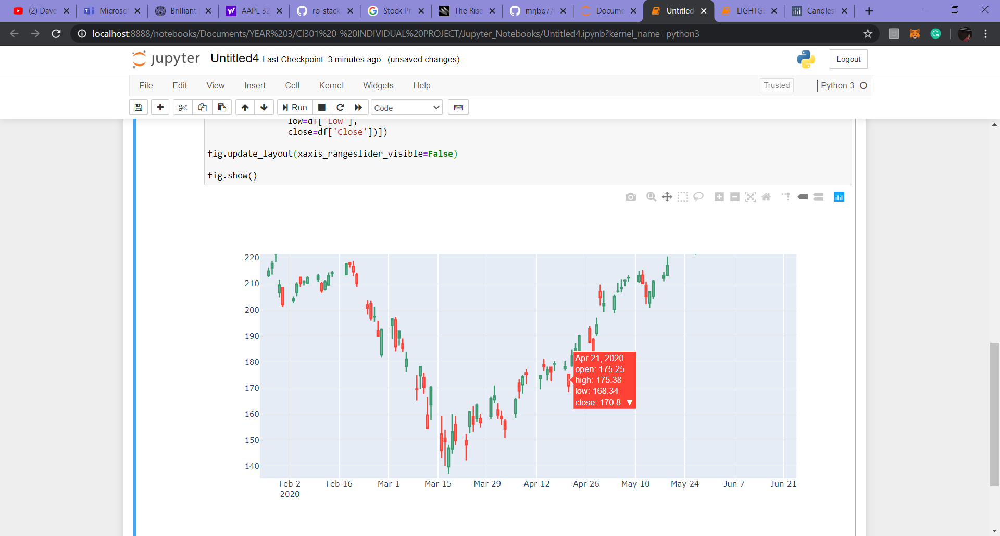 (2) Dave
Microso
Brilliant
AAPL 32
ro-stack
Stock Pr
The Rise
mrjbq7/
Docume
Untitled
LIGHTG
Candles
localhost:8888/notebooks/Documents/YEAR%203/CI301%20-%20INDIVIDUAL%20PROJECT/Jupyter_Notebooks/Untitled4.ipynb?kernel_name=python3
jupyter Untitled4 Last Checkpoint: 3 minutes ago (unsaved changes)
Logout
File Edit View Insert Cell Kernel Widgets Help
Trusted
Python 3
Run
Code
low=df['Low'],
close=df['Close'])])
fig.update_layout(xaxis_rangeslider_visible=False)
fig.show()
220
210
200
190
180
170
160
150
140
Apr 21, 2020
open: 175.25
high: 175.38
low: 168.34
close: 170.8 ▼
Feb 2 Feb 16 Mar 1 Mar 15 Mar 29 Apr 12 Apr 26 May 10 May 24 Jun 7 Jun 21
2020